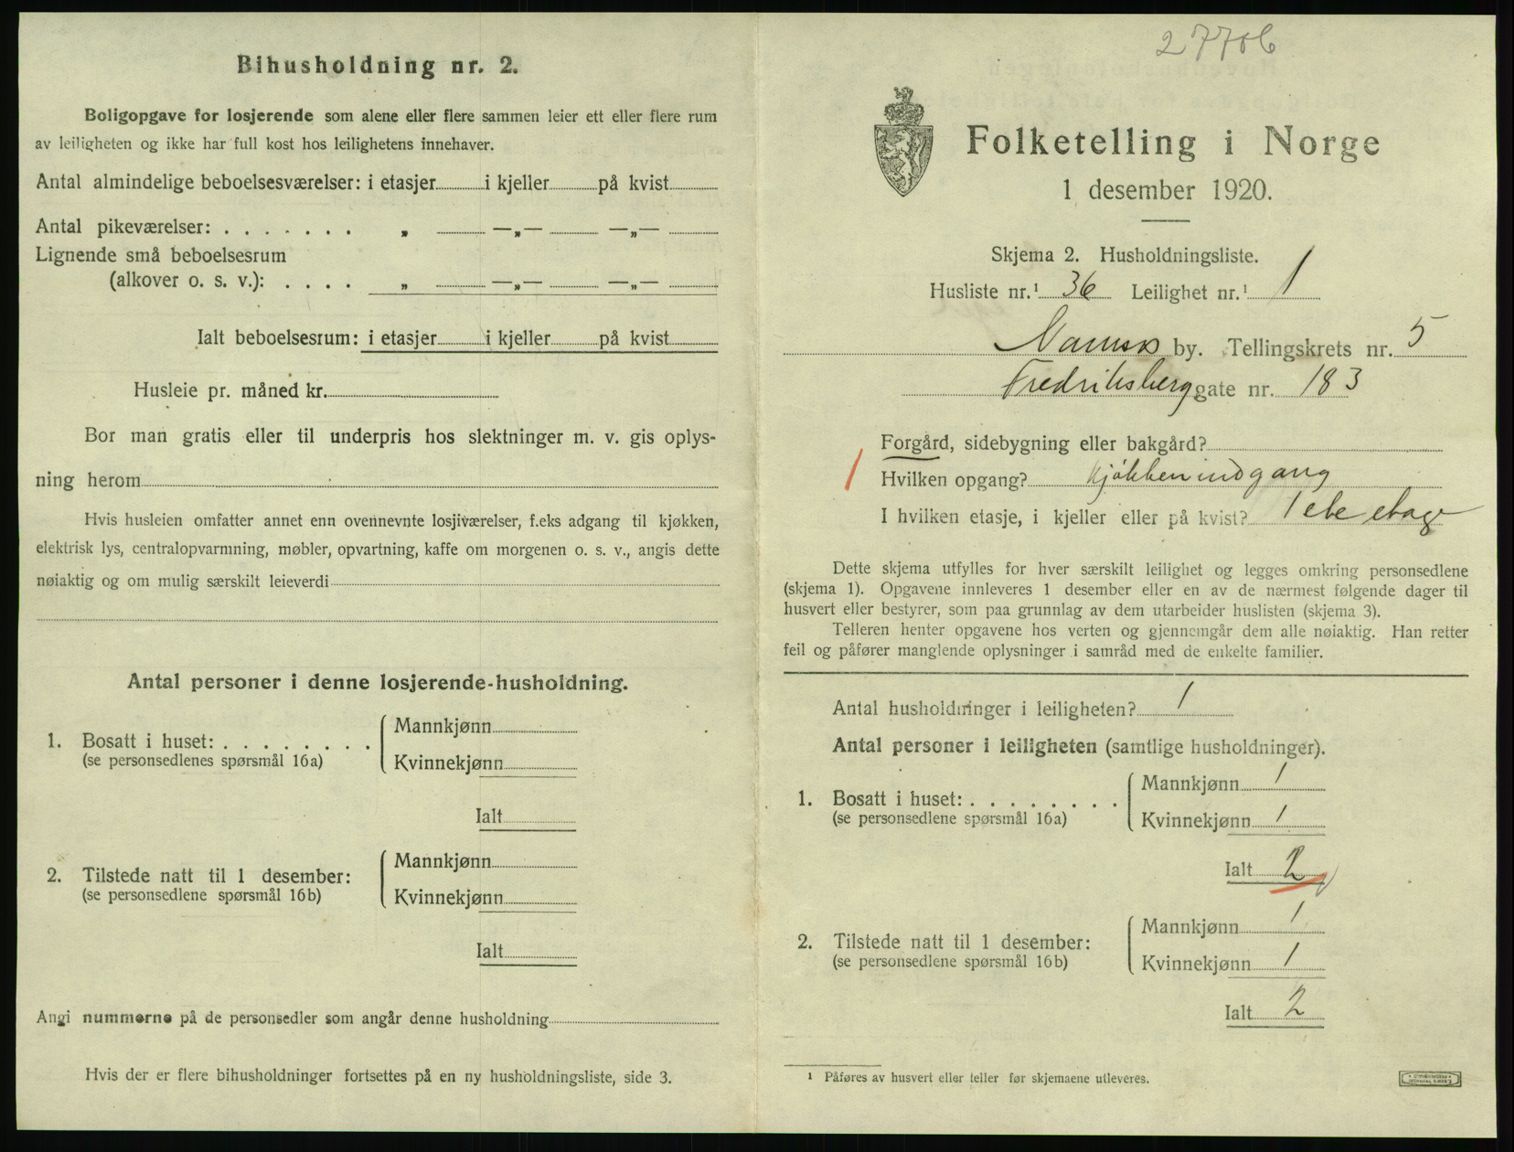 Bihusholdning nr. 2.
Boligopgave for losjerende som alene eller flere sammen leier ett eller flere rum
av leiligheten og ikke har full kost hos leilighetens innehaver.
Antal almindelige beboelsesværelser: i etasjer i kjeller på kvist
Antal pikeværelser: . . . . . . . „ —„— —„—
Lignende små beboelsesrum
(alkover o. s. v.): . . . . „ —„— —„—
Ialt beboelsesrum: i etasjer i kjeller på kvist
Husleie pr. måned kr.
Bor man gratis eller til underpris hos slektninger m. v. gis oplys-
ning herom
Hvis husleien omfatter annet enn ovennevnte losjiværelser, f.eks adgang til kjøkken,
elektrisk lys, centralopvarmning, møbler, opvartning, kaffe om morgenen o. s. v., angis dette
nøiaktig og om mulig særskilt leieverdi
Antal personer i denne losjerende-husholdning.
Mannkjønn
1. Bosatt i huset: . . . . . . . .
(se personsedlenes spørsmål 16a)
Kvinnekjønn
Ialt
Mannkjønn
2. Tilstede natt til 1 desember:
(se personsedlene spørsmål 16b)
Kvinnekjønn
Ialt
Angi nummerne på de personsedler som angår denne husholdning
Hvis der er flere bihusholdninger fortsettes på en ny husholdningsliste, side 3.
27706
Folketelling i Norge
1 desember 1920.
Skjema 2. Husholdningsliste.
Husliste nr.¹ 36 Leilighet nr.¹ 1
Namsos by. Tellingskrets nr. 5
Fredriksberg gate nr. 183
Forgård, sidebygning eller bakgård?
1 Hvilken opgang? Kjøkkenindgang
I hvilken etasje, i kjeller eller på kvist? 1ste etage
Dette skjema utfylles for hver særskilt leilighet og legges omkring personsedlene
(skjema 1). Opgavene innleveres 1 desember eller en av de nærmest følgende dager til
husvert eller bestyrer, som paa grunnlag av dem utarbeider huslisten (skjema 3).
Telleren henter opgavene hos verten og gjennemgår dem alle nøiaktig. Han retter
feil og påfører manglende oplysninger i samråd med de enkelte familier.
Antal husholdninger i leiligheten? 1
Antal personer i leiligheten (samtlige husholdninger).
Mannkjønn 1
1. Bosatt i huset: . . . . . . . .
(se personsedlene spørsmål 16a)
Kvinnekjønn 1
Ialt 2
Mannkjønn 1
2. Tilstede natt til 1 desember:
(se personsedlene spørsmål 16b)
Kvinnekjønn 1
Ialt 2
¹ Påføres av husvert eller teller før skjemaene utleveres.